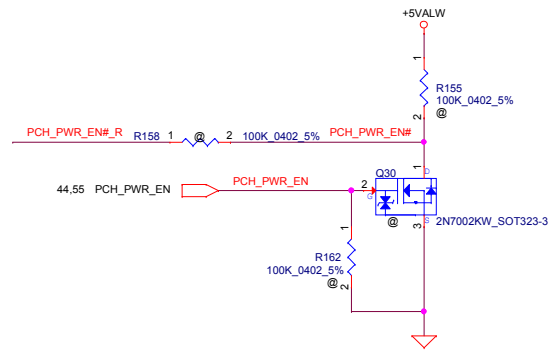 +5VALW
1
R155
100K_0402_5%
2
@
PCH_PWR_EN#_R
R158
1
@
2
100K_0402_5%
PCH_PWR_EN#
1
D
Q30
44,55
PCH_PWR_EN
PCH_PWR_EN
2
G
S
@
3
2N7002KW_SOT323-3
1
R162
100K_0402_5%
@
2